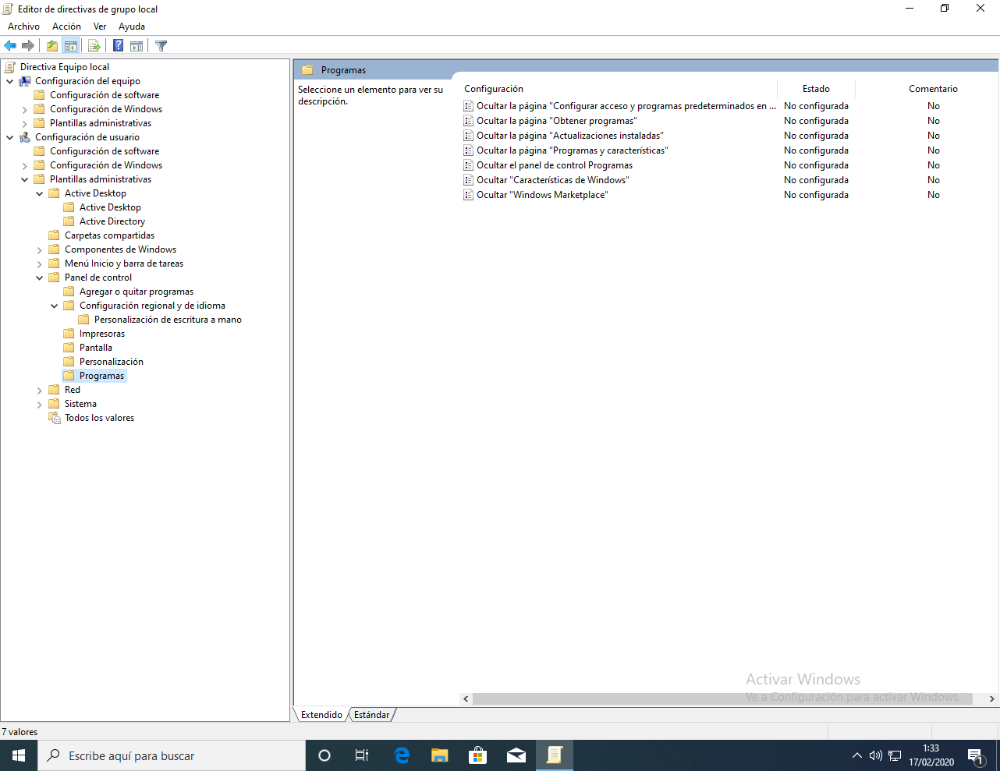 Editor de directivas de grupo local
Archivo Acción Ver Ayuda
Directiva Equipo local
Configuración del equipo
Configuración de software
Configuración de Windows
Plantillas administrativas
Configuración de usuario
Configuración de software
Configuración de Windows
Plantillas administrativas
Active Desktop
Active Desktop
Active Directory
Carpetas compartidas
Componentes de Windows
Menú Inicio y barra de tareas
Panel de control
Agregar o quitar programas
Configuración regional y de idioma
Personalización de escritura a mano
Impresoras
Pantalla
Personalización
Programas
Red
Sistema
Todos los valores
Programas
Seleccione un elemento para ver su
descripción.
Configuración Estado Comentario
Ocultar la página "Configurar acceso y programas predeterminados en ... No configurada No
Ocultar la página "Obtener programas" No configurada No
Ocultar la página "Actualizaciones instaladas" No configurada No
Ocultar la página "Programas y características" No configurada No
Ocultar el panel de control Programas No configurada No
Ocultar "Características de Windows" No configurada No
Ocultar "Windows Marketplace" No configurada No
Activar Windows
Ve a Configuración para activar Windows.
Extendido Estándar
7 valores
Escribe aquí para buscar
1:33
17/02/2020
1